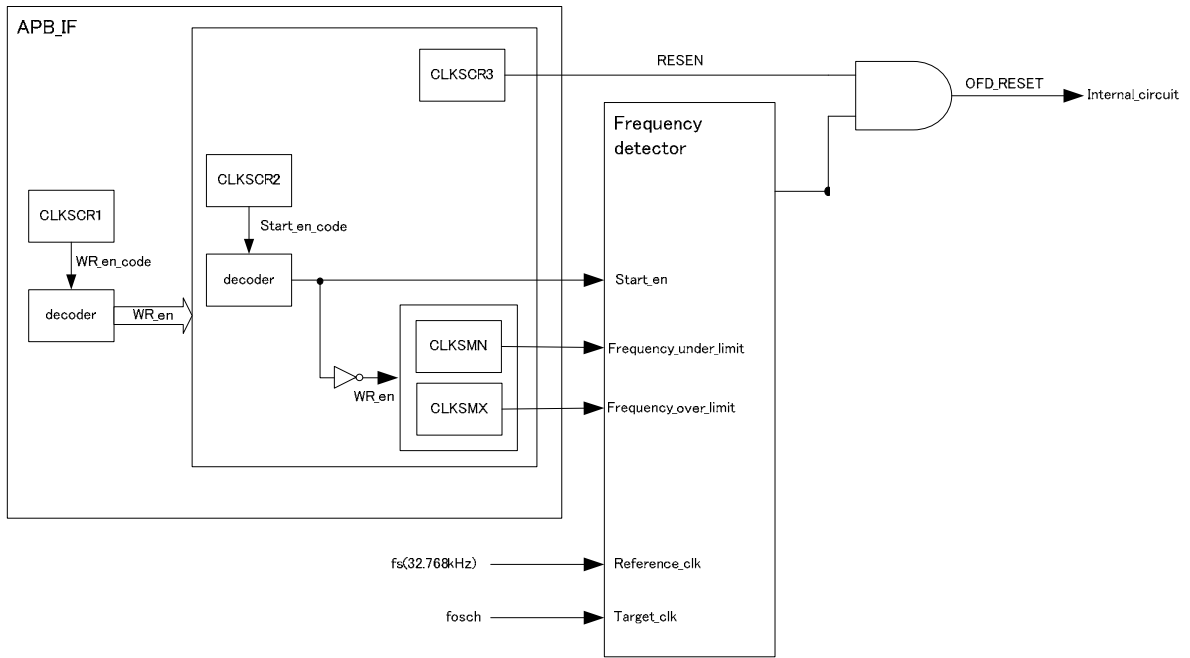 APB_IF
CLKSCR3
RESEN
OFD_RESET
Internal_circuit
Frequency
detector
CLKSCR2
Start_en_code
CLKSCR1
WR_en_code
decoder
Start_en
decoder
WR_en
CLKSMN
Frequency_under_limit
WR_en
CLKSMX
Frequency_over_limit
fs(32.768kHz)
Reference_clk
fosch
Target_clk